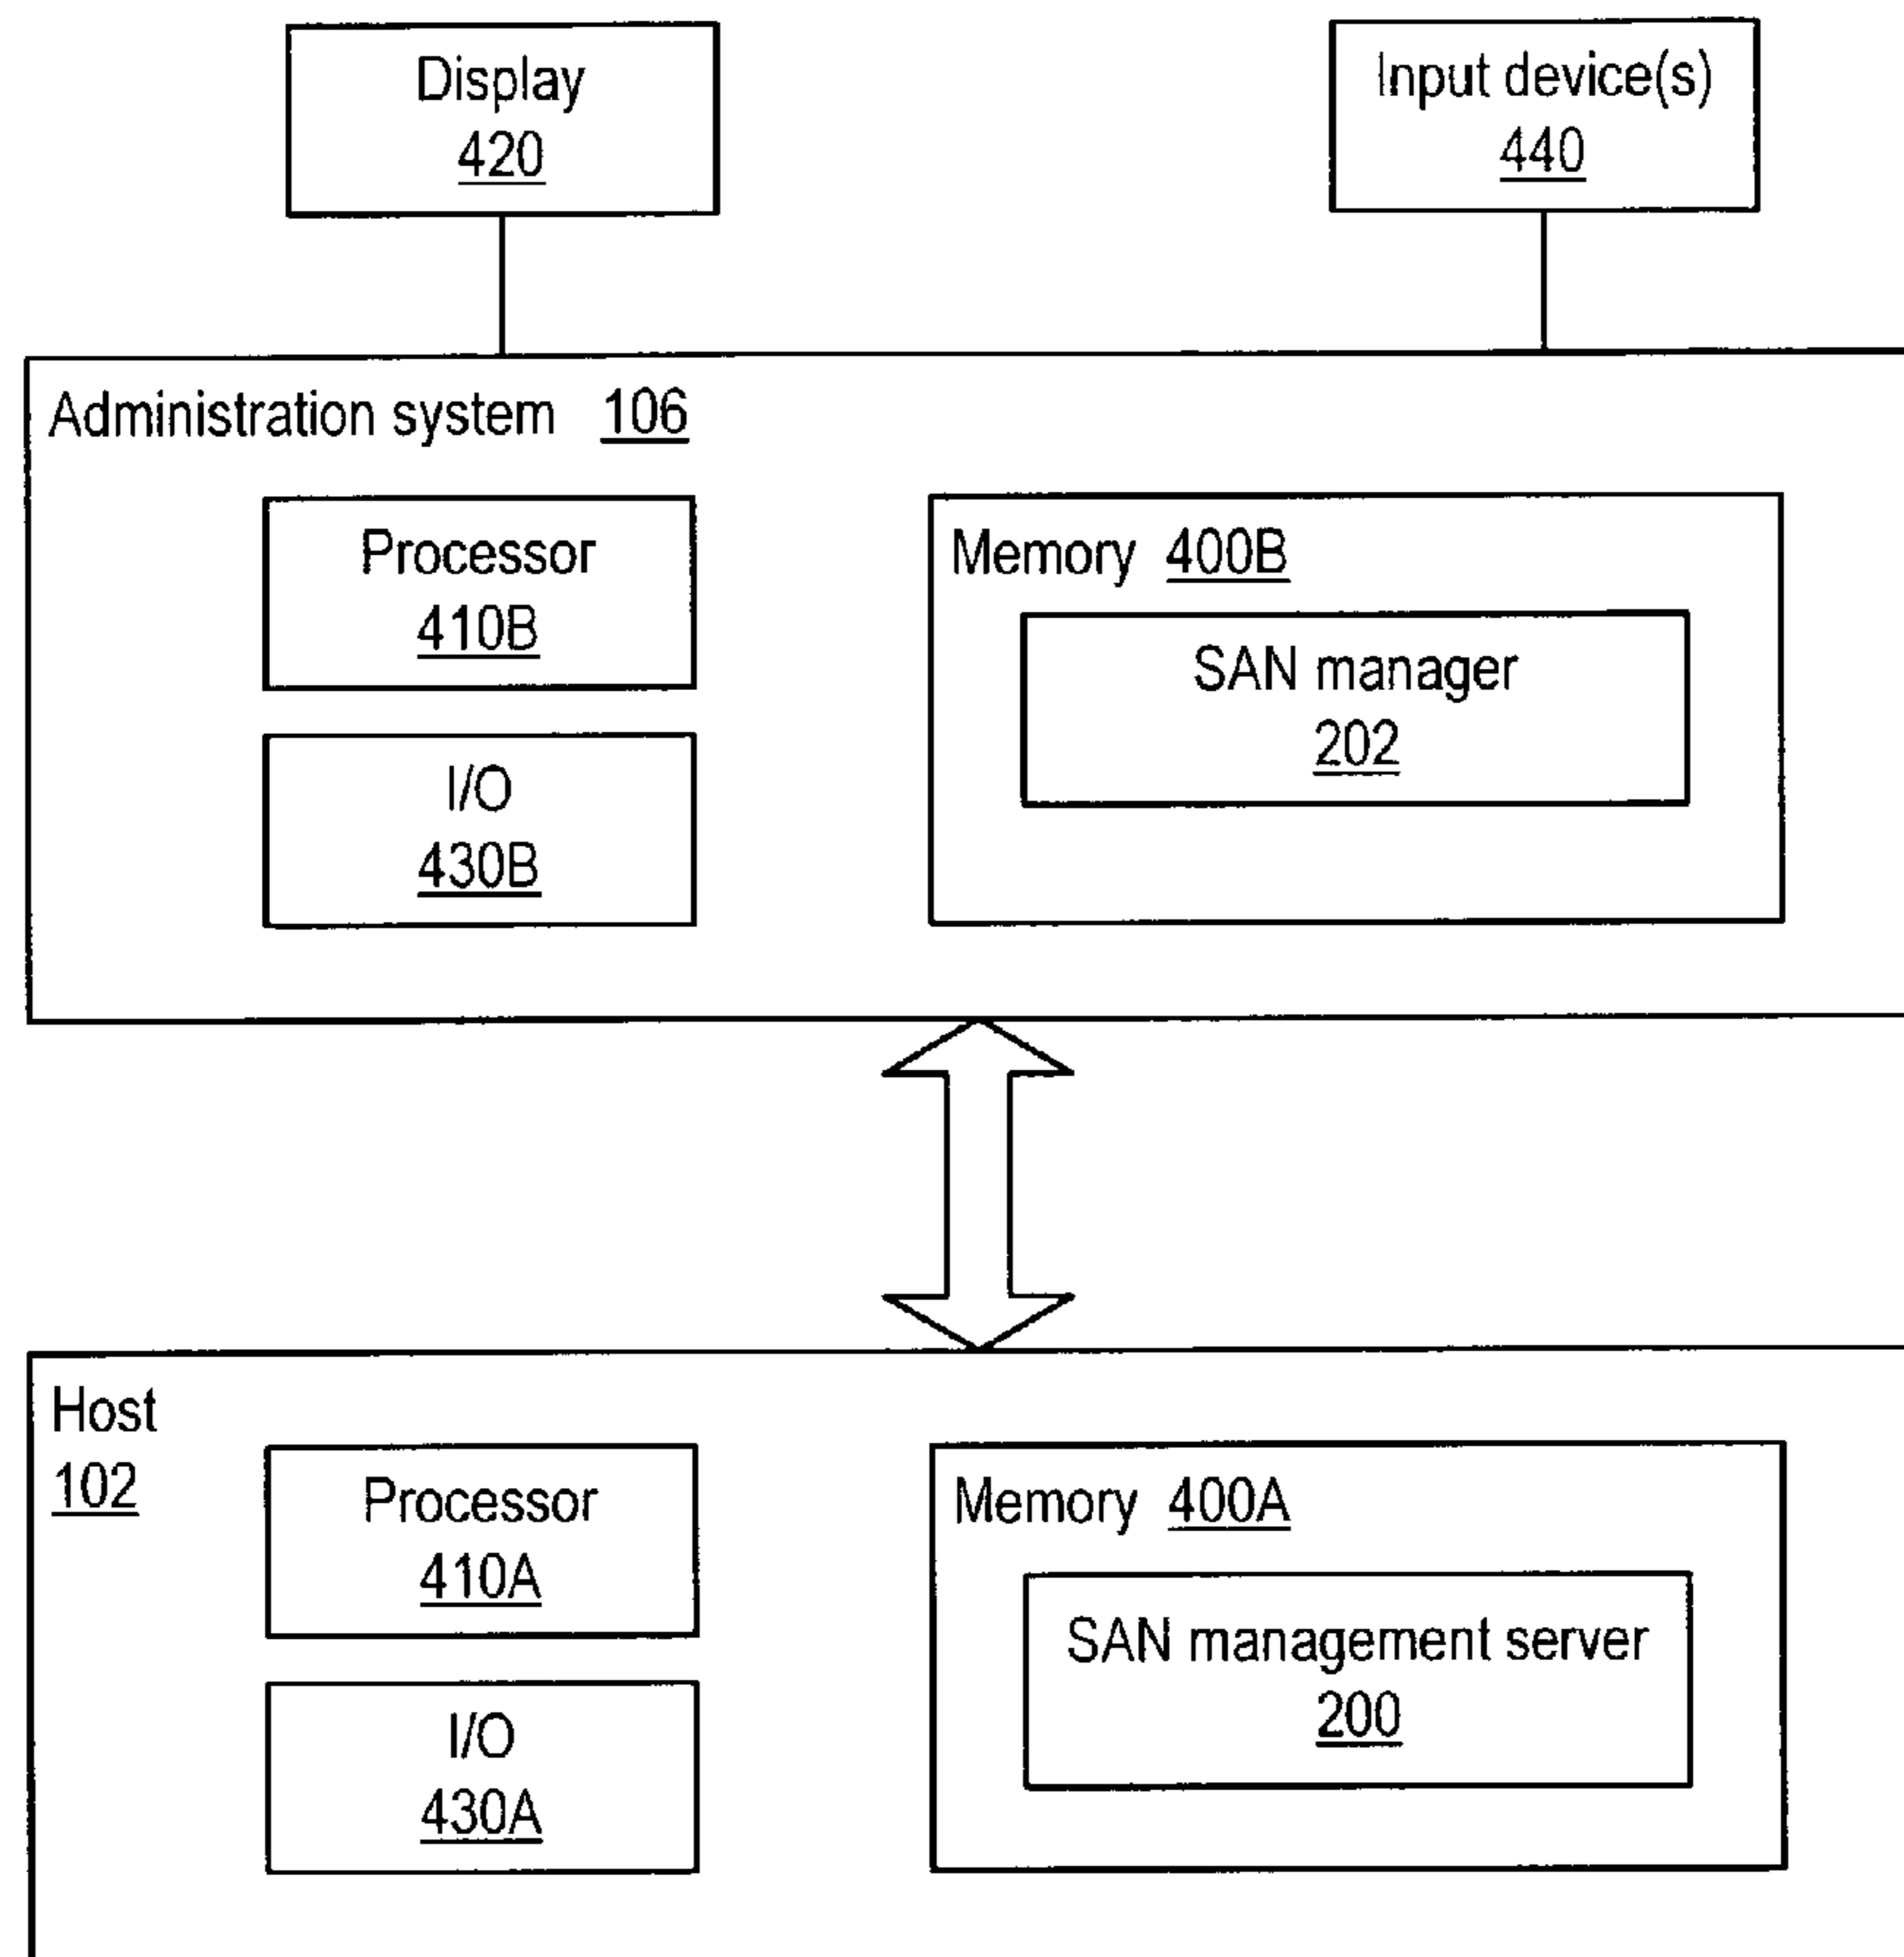 Display
420
Input device(s)
440
Administration system 106
Processor
410B
I/O
430B
Memory 400B
SAN manager
202
Host
102
Processor
410A
I/O
430A
Memory 400A
SAN management server
200